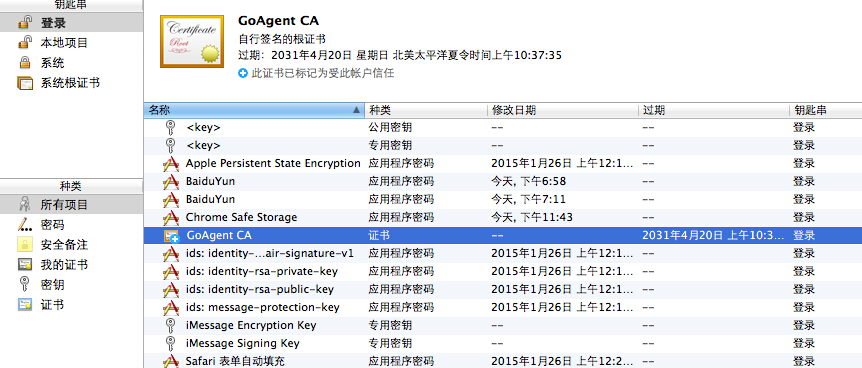 钥匙串
登录
本地项目
系统
系统根证书
种类
所有项目
密码
安全备注
我的证书
密钥
证书
Certificate
Root
GoAgent CA
自行签名的根证书
过期: 2031年4月20日 星期日 北美太平洋夏令时间上午10:37:35
此证书已标记为受此帐户信任
名称 种类 修改日期 过期 钥匙串
<key> 公用密钥 -- -- 登录
<key> 专用密钥 -- -- 登录
Apple Persistent State Encryption 应用程序密码 2015年1月26日 上午12:1... -- 登录
BaiduYun 应用程序密码 今天, 下午6:58 -- 登录
BaiduYun 应用程序密码 今天, 下午7:11 -- 登录
Chrome Safe Storage 应用程序密码 今天, 下午11:43 -- 登录
GoAgent CA 证书 -- 2031年4月20日 上午10:3... 登录
ids: identity-...air-signature-v1 应用程序密码 2015年1月26日 上午12:1... -- 登录
ids: identity-rsa-private-key 应用程序密码 2015年1月26日 上午12:1... -- 登录
ids: identity-rsa-public-key 应用程序密码 2015年1月26日 上午12:1... -- 登录
ids: message-protection-key 应用程序密码 2015年1月26日 上午12:1... -- 登录
iMessage Encryption Key 专用密钥 -- -- 登录
iMessage Signing Key 专用密钥 -- -- 登录
Safari 表单自动填充 应用程序密码 2015年1月26日 上午12:2... -- 登录